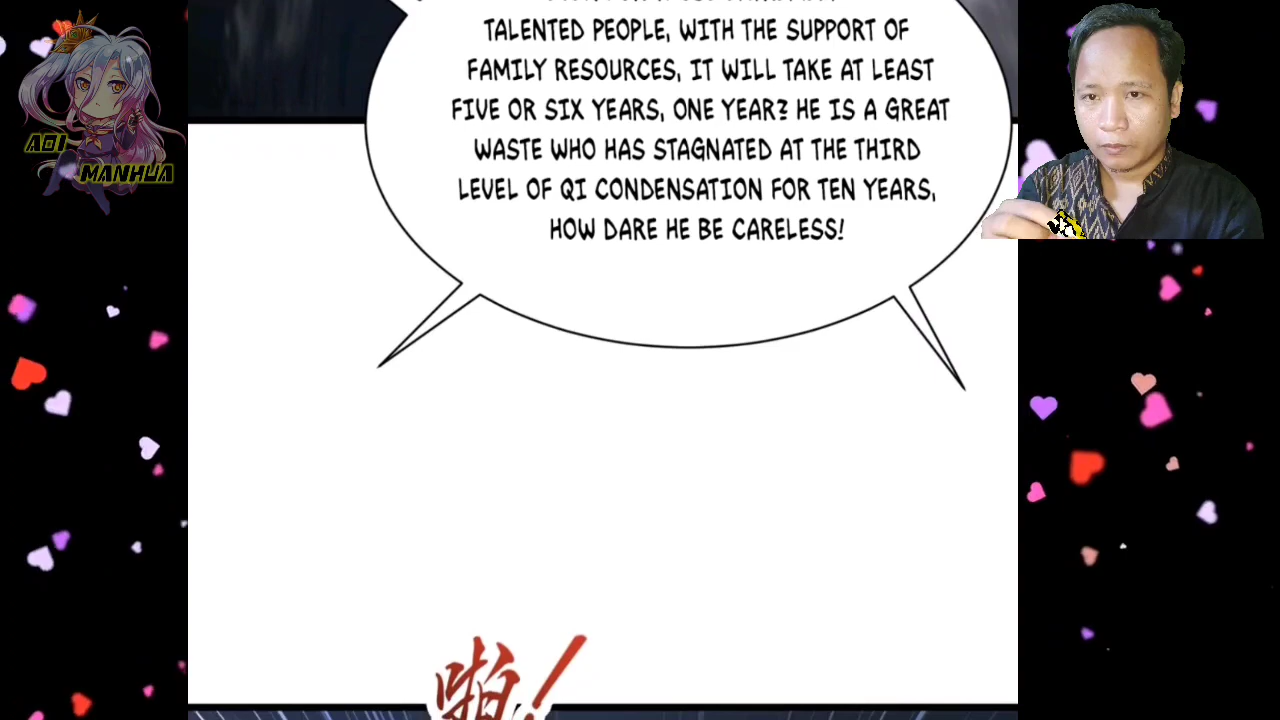 TALENTED PEOPLE, WITH THE SUPPORT OF
FAMILY RESOURCES, IT WILL TAKE AT LEAST
FIVE OR SIX YEARS, ONE YEAR? HE IS A GREAT
WASTE WHO HAS STAGNATED AT THE THIRD
LEVEL OF QI CONDENSATION FOR TEN YEARS,
HOW DARE HE BE CARELESS!
AOI
MANHUA
啪!